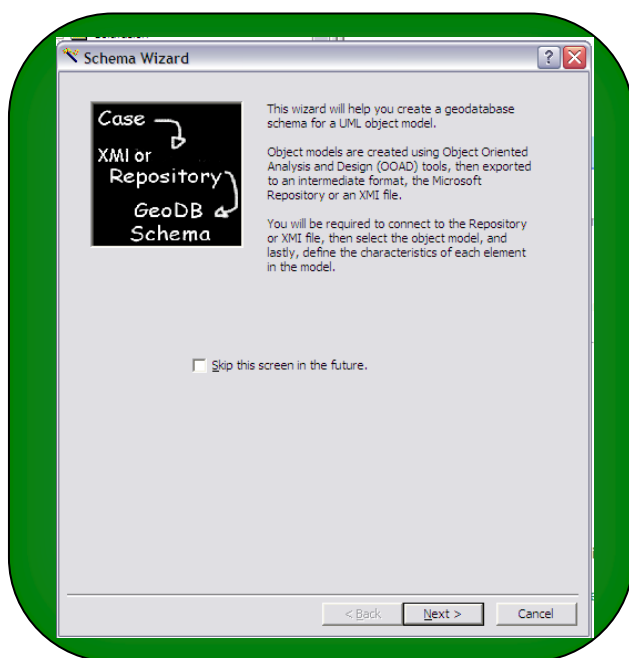 Schema Wizard
Case
XMI or
Repository
GeoDB
Schema
This wizard will help you create a geodatabase
schema for a UML object model.
Object models are created using Object Oriented
Analysis and Design (OOAD) tools, then exported
to an intermediate format, the Microsoft
Repository or an XMI file.
You will be required to connect to the Repository
or XMI file, then select the object model, and
lastly, define the characteristics of each element
in the model.
Skip this screen in the future.
< Back Next > Cancel